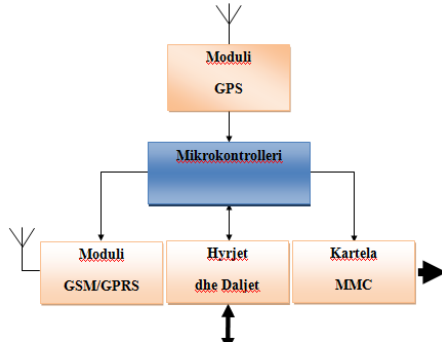 Moduli
GPS
Mikrokontrolleri
Moduli
GSM/GPRS
Hyrjet
dhe Daljet
Kartela
MMC